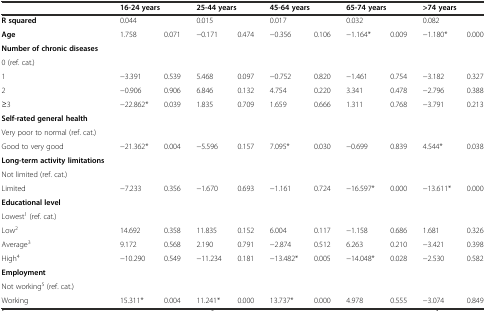 16-24 years 25-44 years 45-64 years 65-74 years >74 years
R squared 0.044 0.015 0.017 0.032 0.082
Age 1.758 0.071 −0.171 0.474 −0.356 0.106 −1.164* 0.009 −1.180* 0.000
Number of chronic diseases
0 (ref. cat.)
1 −3.391 0.539 5.468 0.097 −0.752 0.820 −1.461 0.754 −3.182 0.327
2 −0.906 0.906 6.846 0.132 4.754 0.220 3.341 0.478 −2.796 0.388
≥3 −22.862* 0.039 1.835 0.709 1.659 0.666 1.311 0.768 −3.791 0.213
Self-rated general health
Very poor to normal (ref. cat.)
Good to very good −21.362* 0.004 −5.596 0.157 7.095* 0.030 −0.699 0.839 4.544* 0.038
Long-term activity limitations
Not limited (ref. cat.)
Limited −7.233 0.356 −1.670 0.693 −1.161 0.724 −16.597* 0.000 −13.611* 0.000
Educational level
Lowest¹ (ref. cat.)
Low² 14.692 0.358 11.835 0.152 6.004 0.117 −1.158 0.686 1.681 0.326
Average³ 9.172 0.568 2.190 0.791 −2.874 0.512 6.263 0.210 −3.421 0.398
High⁴ −10.290 0.549 −11.234 0.181 −13.482* 0.005 −14.048* 0.028 −2.530 0.582
Employment
Not working⁵ (ref. cat.)
Working 15.311* 0.004 11.241* 0.000 13.737* 0.000 4.978 0.555 −3.074 0.849